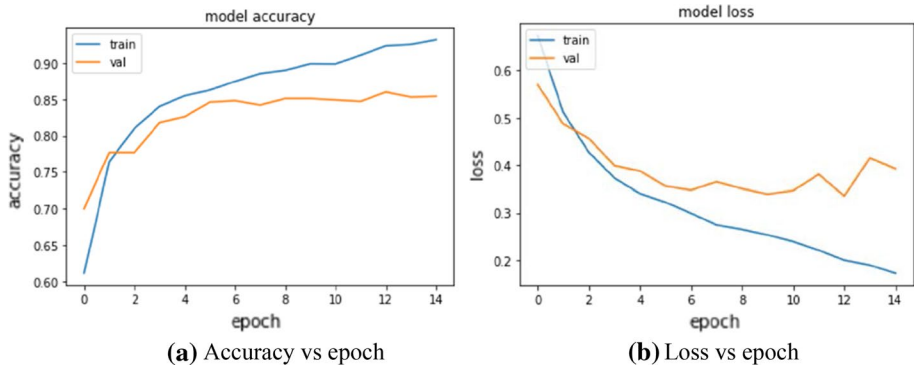 model accuracy
train
val
0.90
0.85
0.80
0.75
0.70
0.65
0.60
accuracy
0 2 4 6 8 10 12 14
epoch
(a) Accuracy vs epoch
model loss
train
val
0.6
0.5
0.4
0.3
0.2
loss
0 2 4 6 8 10 12 14
epoch
(b) Loss vs epoch